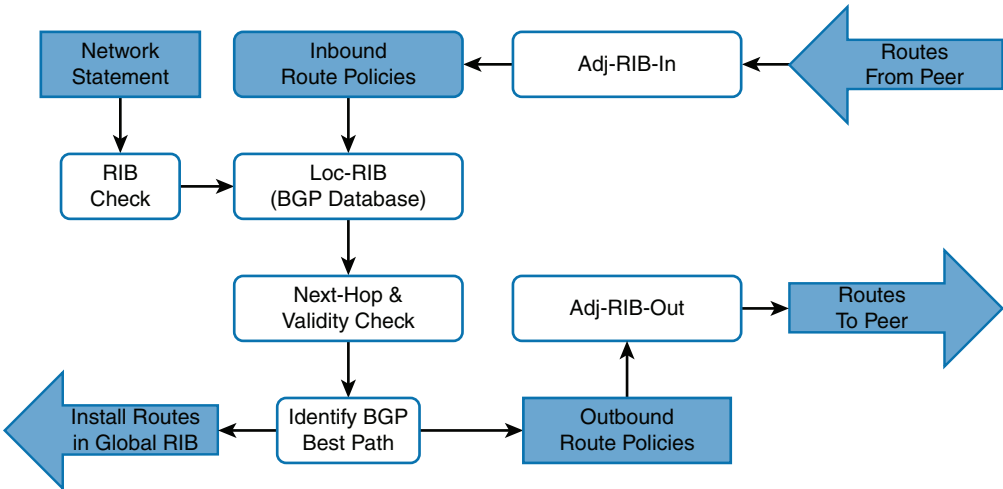 Network
Statement
Inbound
Route Policies
Adj-RIB-In
Routes
From Peer
RIB
Check
Loc-RIB
(BGP Database)
Next-Hop &
Validity Check
Adj-RIB-Out
Routes
To Peer
Install Routes
in Global RIB
Identify BGP
Best Path
Outbound
Route Policies